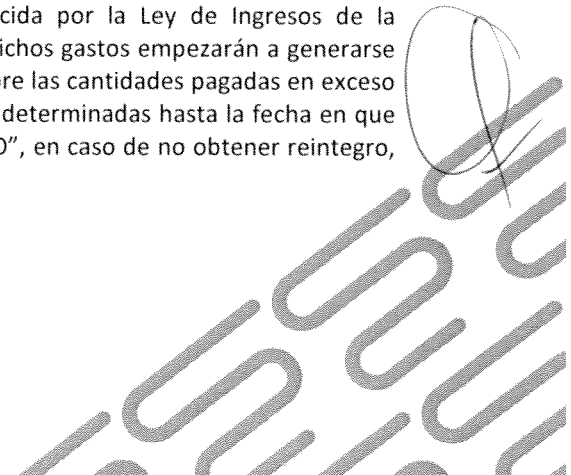 cida por la Ley de Ingresos de la
ichos gastos empezarán a generarse
re las cantidades pagadas en exceso
determinadas hasta la fecha en que
O”, en caso de no obtener reintegro,